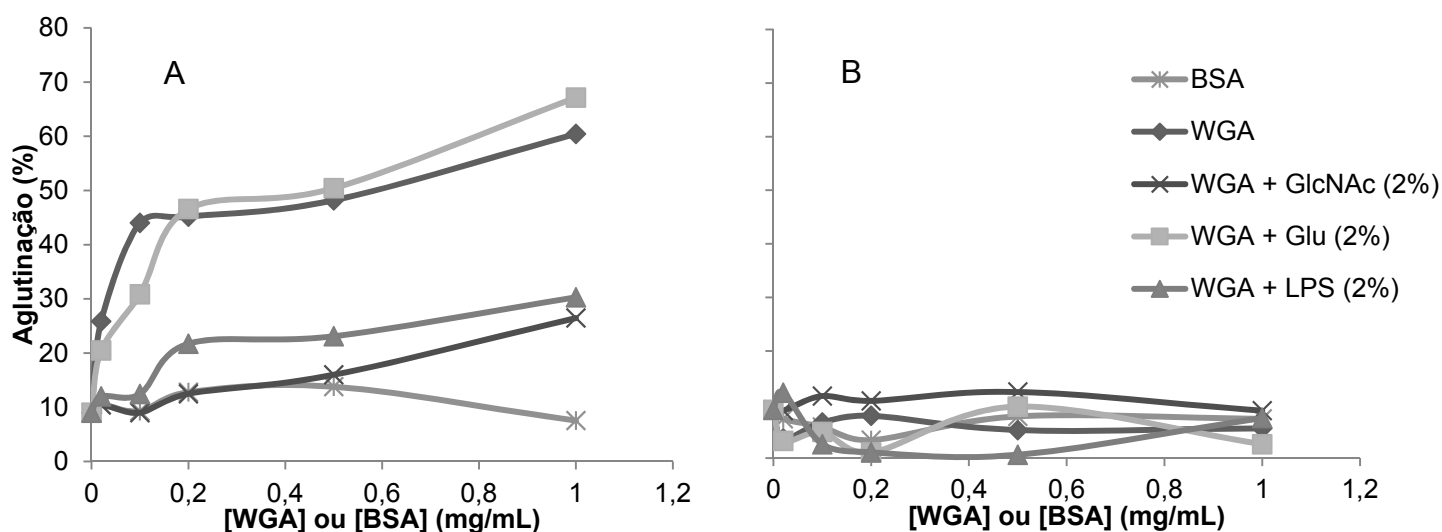 80
70
60
50
40
30
20
10
0
Aglutinação (%)
A
0 0,2 0,4 0,6 0,8 1 1,2
[WGA] ou [BSA] (mg/mL)
B
BSA
WGA
WGA + GlcNAc (2%)
WGA + Glu (2%)
WGA + LPS (2%)
0 0,2 0,4 0,6 0,8 1 1,2
[WGA] ou [BSA] (mg/mL)